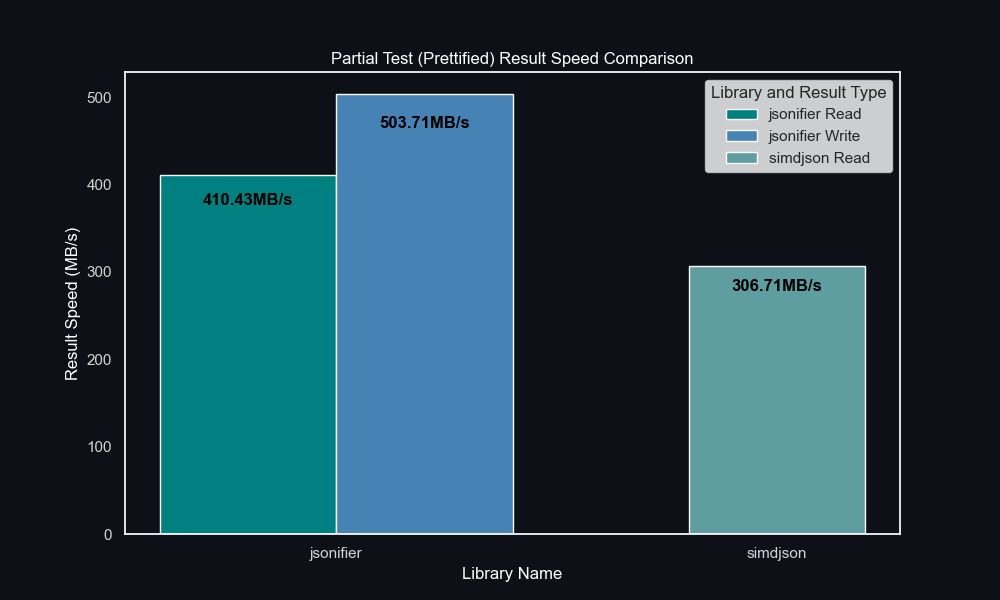 Partial Test (Prettified) Result Speed Comparison
Library and Result Type
jsonifier Read
jsonifier Write
simdjson Read
500
400
300
200
100
0
Result Speed (MB/s)
410.43MB/s
503.71MB/s
306.71MB/s
jsonifier
simdjson
Library Name